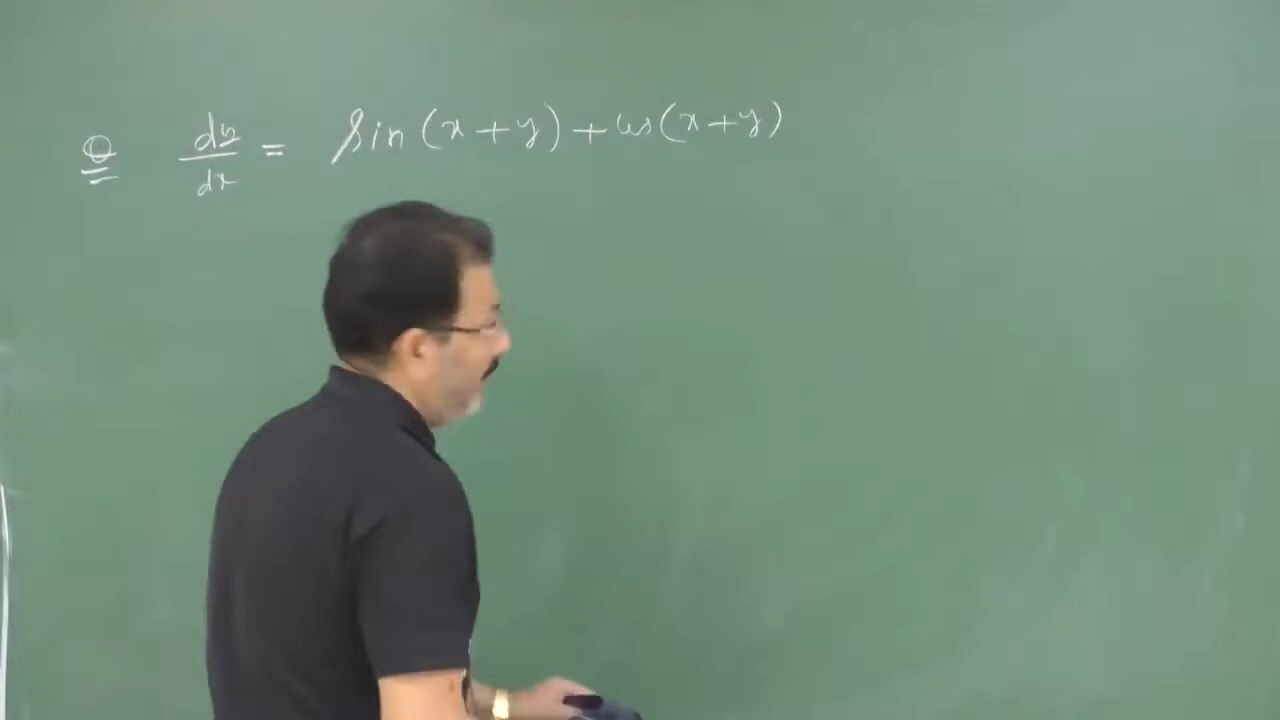 Q dy/dx = Sin (x+y) + cos(x+y)